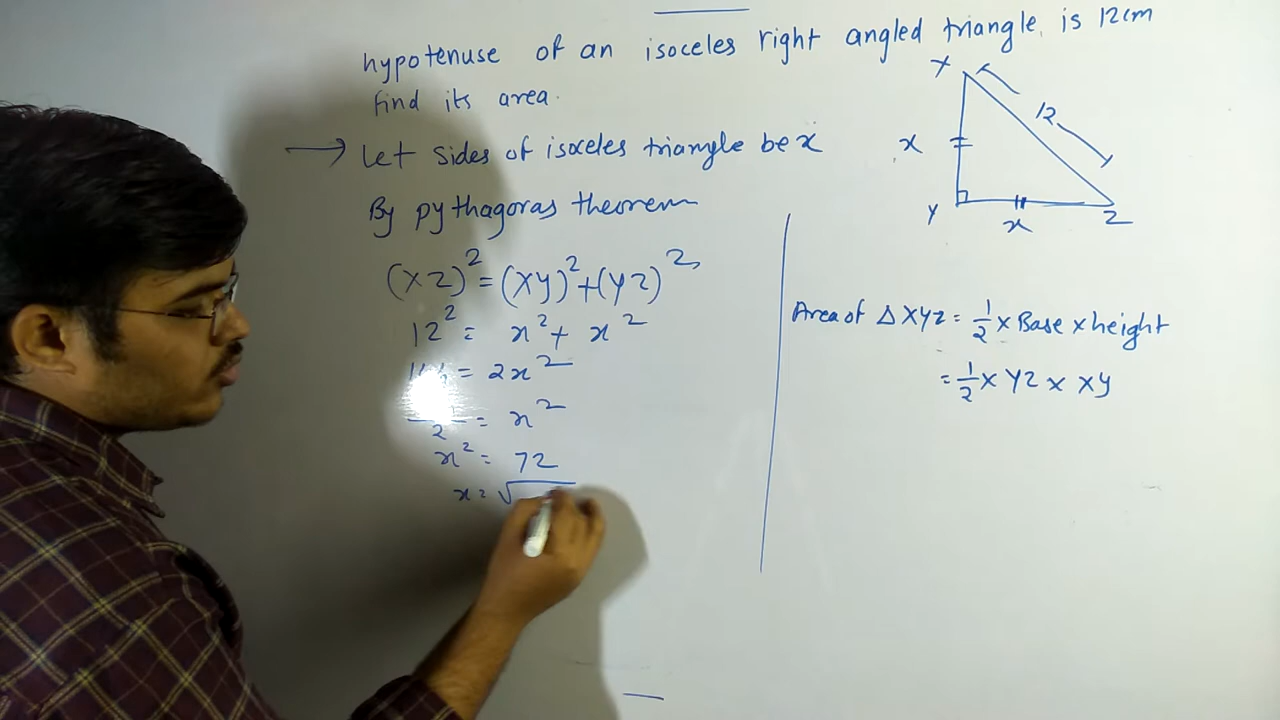 hypotenuse of an isoceles right angled triangle, is 12cm
find its area.
→ Let sides of isoceles triangle be x
By pythagoras theorem
(XZ)² = (XY)² + (YZ)²,
12² = x² + x²
= 2x²
2 = x²
x² = 72
x = √
X
12
x
Y
x
Z
Area of Δ XYZ = 1/2 x Base x height
= 1/2 x YZ x XY